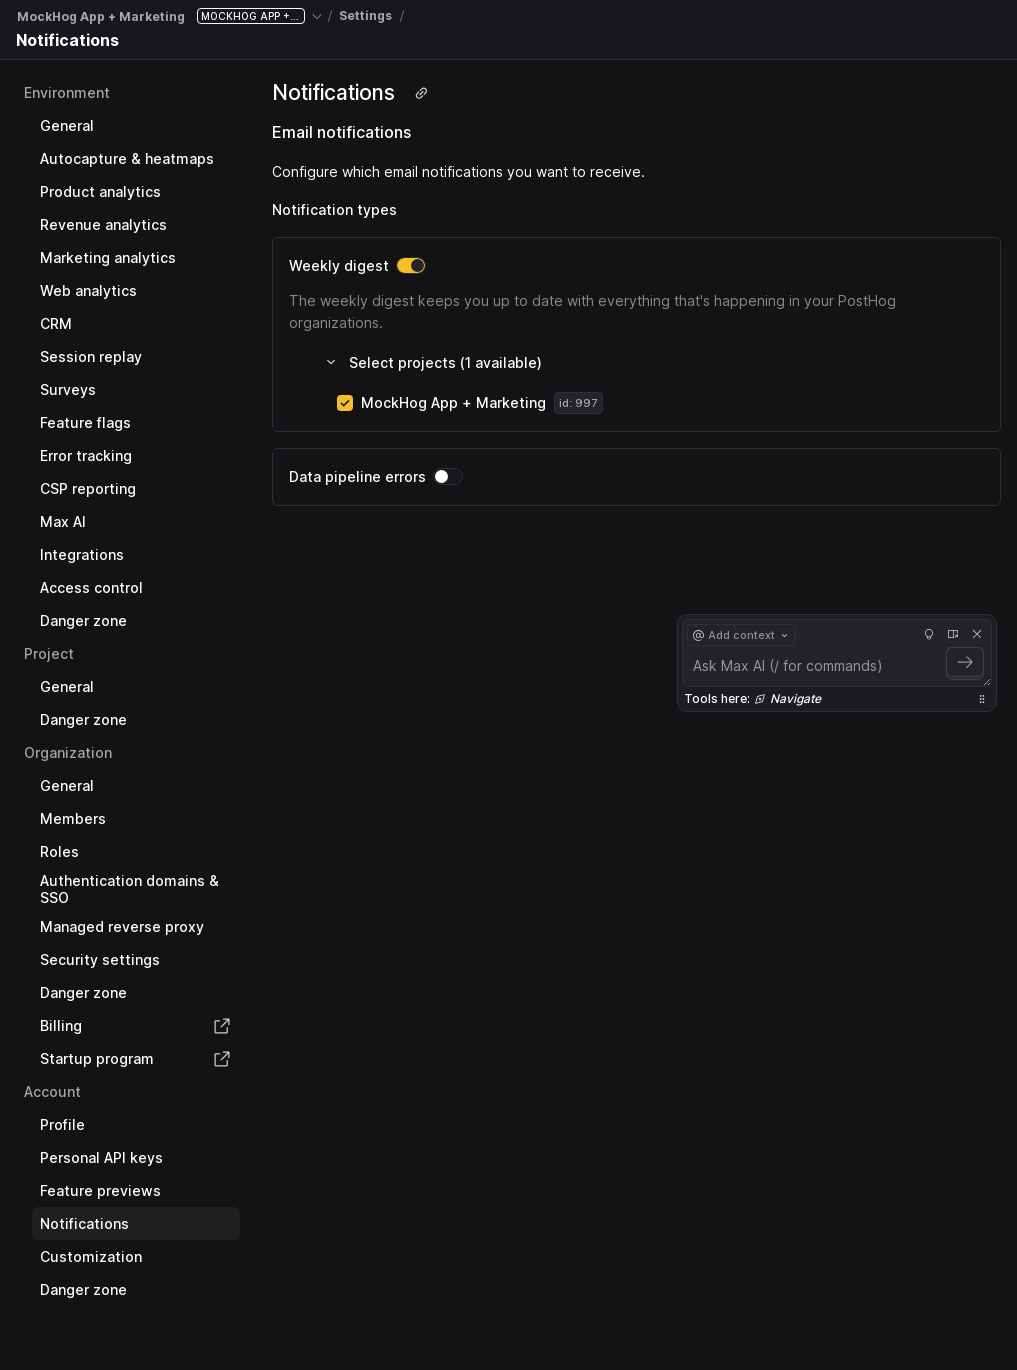 MockHog App + Marketing MOCKHOG APP +... / Settings /
Notifications
Environment
General
Autocapture & heatmaps
Product analytics
Revenue analytics
Marketing analytics
Web analytics
CRM
Session replay
Surveys
Feature flags
Error tracking
CSP reporting
Max AI
Integrations
Access control
Danger zone
Project
General
Danger zone
Organization
General
Members
Roles
Authentication domains &
SSO
Managed reverse proxy
Security settings
Danger zone
Billing
Startup program
Account
Profile
Personal API keys
Feature previews
Notifications
Customization
Danger zone
Notifications
Email notifications
Configure which email notifications you want to receive.
Notification types
Weekly digest
The weekly digest keeps you up to date with everything that's happening in your PostHog
organizations.
Select projects (1 available)
MockHog App + Marketing id: 997
Data pipeline errors
@ Add context
Ask Max AI (/ for commands)
Tools here: Navigate